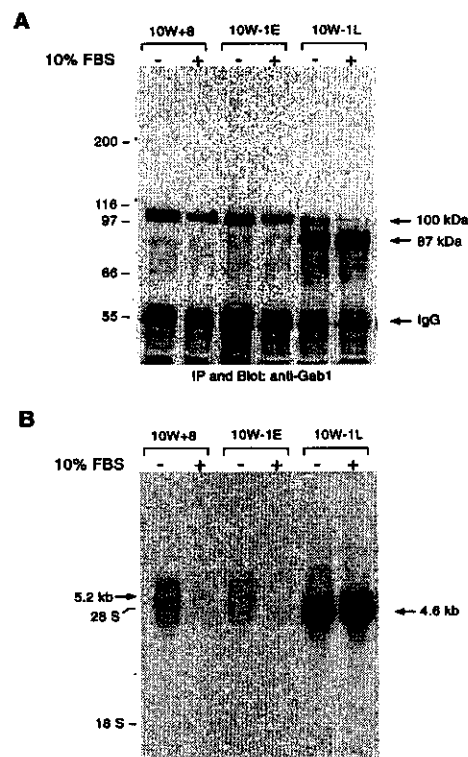 A
10W+8 10W-1E 10W-1L
10% FBS - + - + - +
200 -
116 -
97 - ← 100 kDa
← 87 kDa
66 -
55 - ← IgG
IP and Blot: anti-Gab1
B
10W+8 10W-1E 10W-1L
10% FBS - + - + - +
5.2 kb →
28 S ← 4.6 kb
18 S -